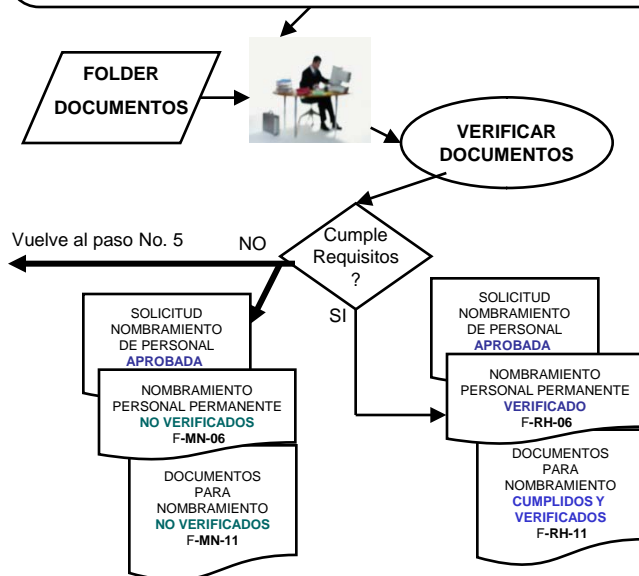 FOLDER
DOCUMENTOS
VERIFICAR
DOCUMENTOS
Vuelve al paso No. 5
NO
Cumple
Requisitos
?
SI
SOLICITUD
NOMBRAMIENTO
DE PERSONAL
APROBADA
NOMBRAMIENTO
PERSONAL PERMANENTE
NO VERIFICADOS
F-MN-06
DOCUMENTOS
PARA
NOMBRAMIENTO
NO VERIFICADOS
F-MN-11
SOLICITUD
NOMBRAMIENTO
DE PERSONAL
APROBADA
NOMBRAMIENTO
PERSONAL PERMANENTE
VERIFICADO
F-RH-06
DOCUMENTOS
PARA
NOMBRAMIENTO
CUMPLIDOS Y
VERIFICADOS
F-RH-11